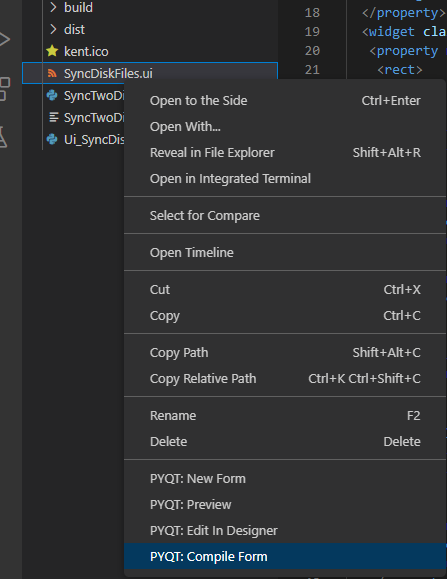 build
dist
kent.ico
SyncDiskFiles.ui
SyncTwoDi
SyncTwoDi
Ui_SyncDis
18 </property>
19 <widget cla
20 <property
21 <rect>
Open to the Side Ctrl+Enter
Open With...
Reveal in File Explorer Shift+Alt+R
Open in Integrated Terminal
Select for Compare
Open Timeline
Cut Ctrl+X
Copy Ctrl+C
Copy Path Shift+Alt+C
Copy Relative Path Ctrl+K Ctrl+Shift+C
Rename F2
Delete Delete
PYQT: New Form
PYQT: Preview
PYQT: Edit In Designer
PYQT: Compile Form